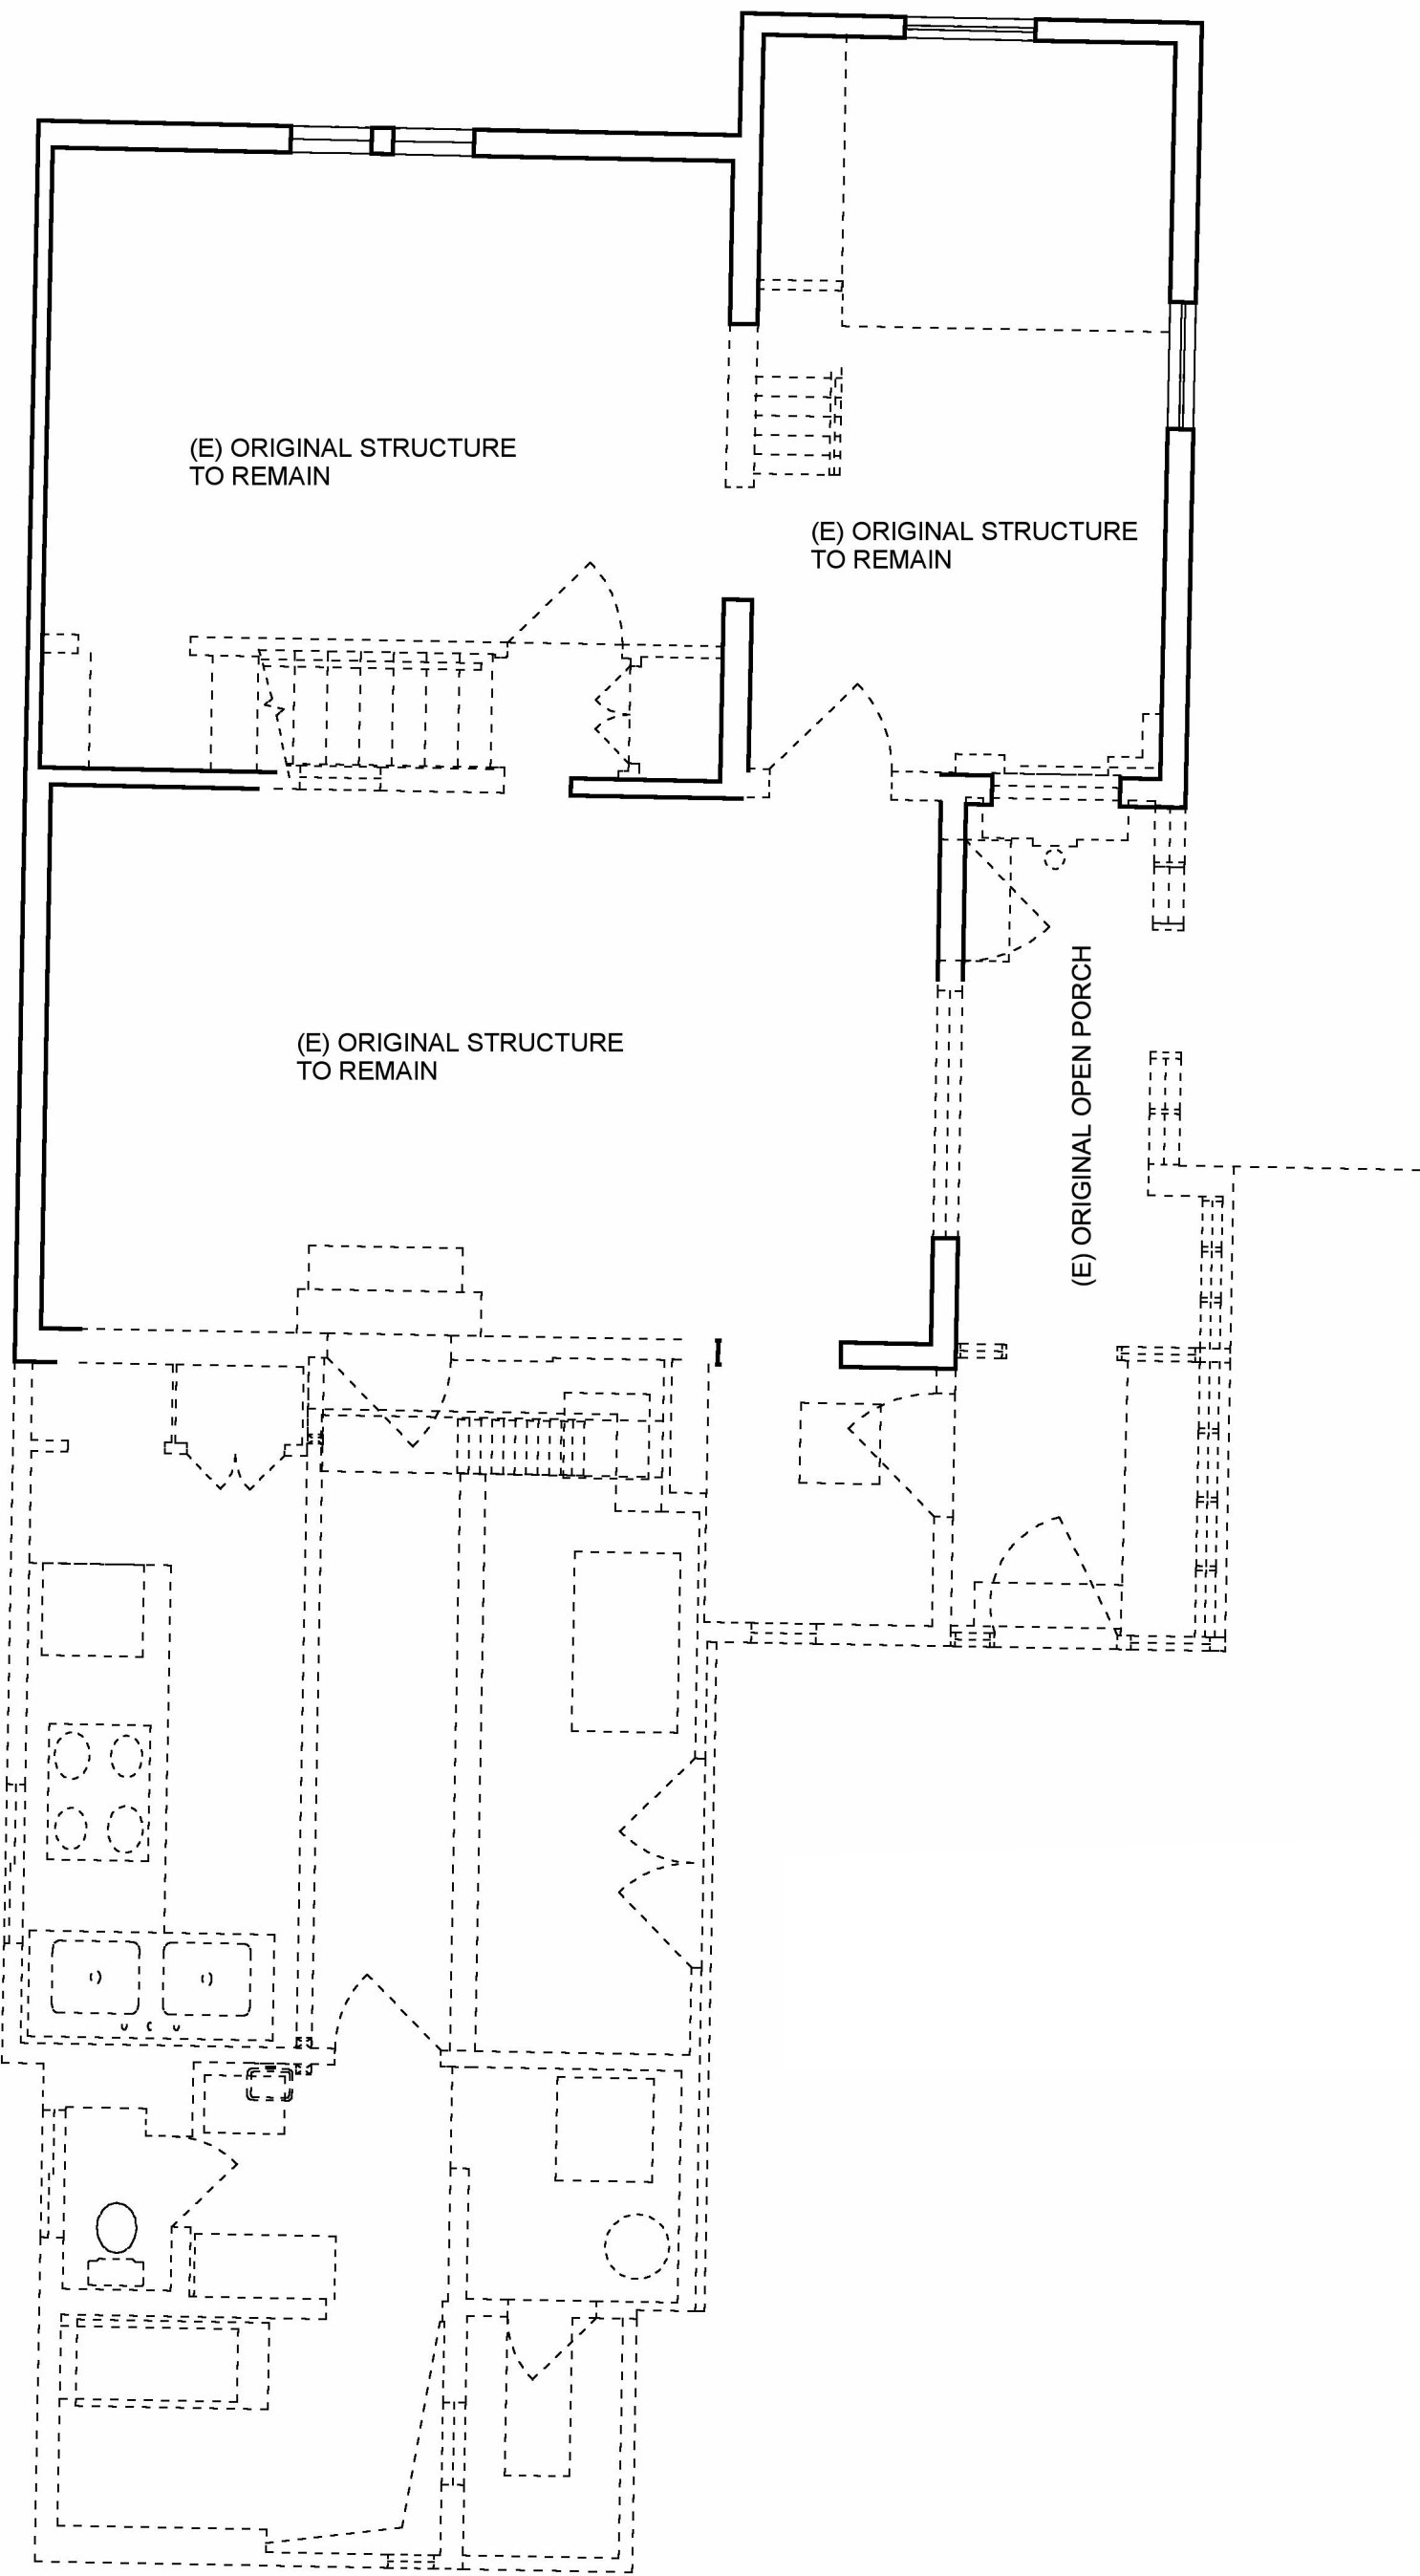 (E) ORIGINAL STRUCTURE
TO REMAIN
(E) ORIGINAL STRUCTURE
TO REMAIN
(E) ORIGINAL STRUCTURE
TO REMAIN
(E) ORIGINAL OPEN PORCH